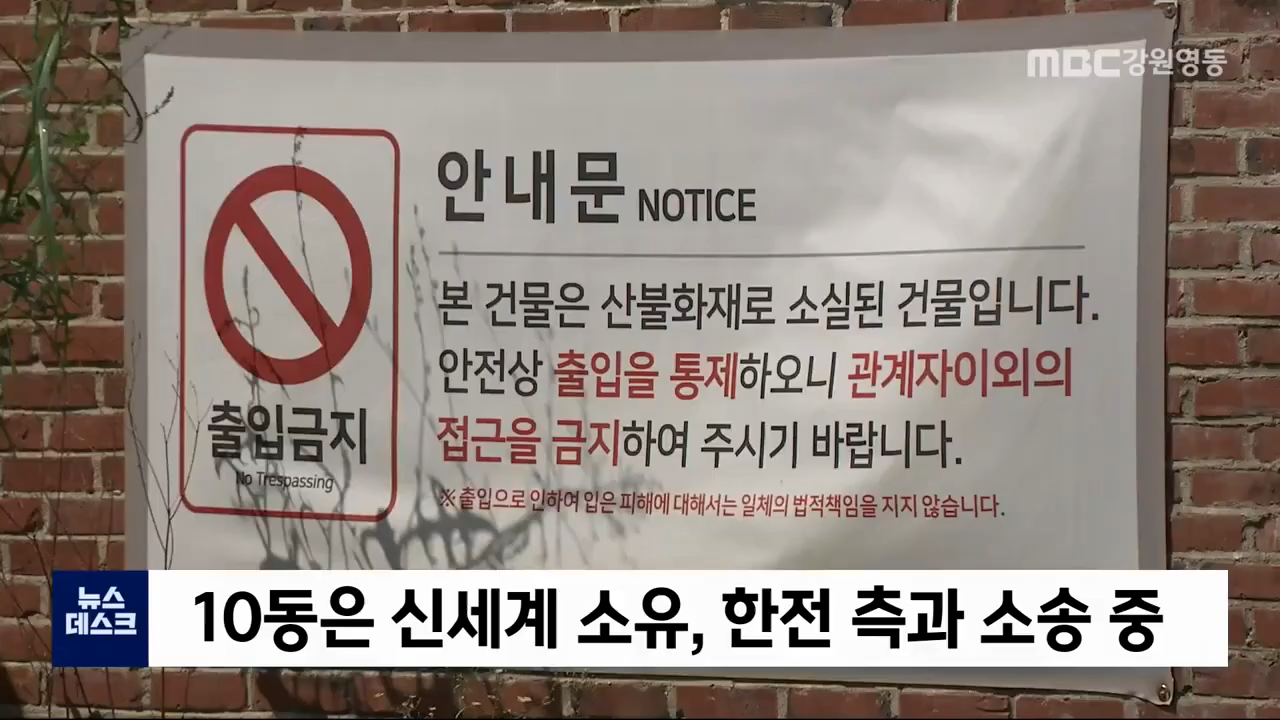 MBC강원영동
안내문 NOTICE
본 건물은 산불화재로 소실된 건물입니다.
안전상 출입을 통제하오니 관계자이외의
접근을 금지하여 주시기 바랍니다.
※ 출입으로 인하여 입은 피해에 대해서는 일체의 법적책임을 지지 않습니다.
출입금지
No Trespassing
뉴스
데스크
10동은 신세계 소유, 한전 측과 소송 중